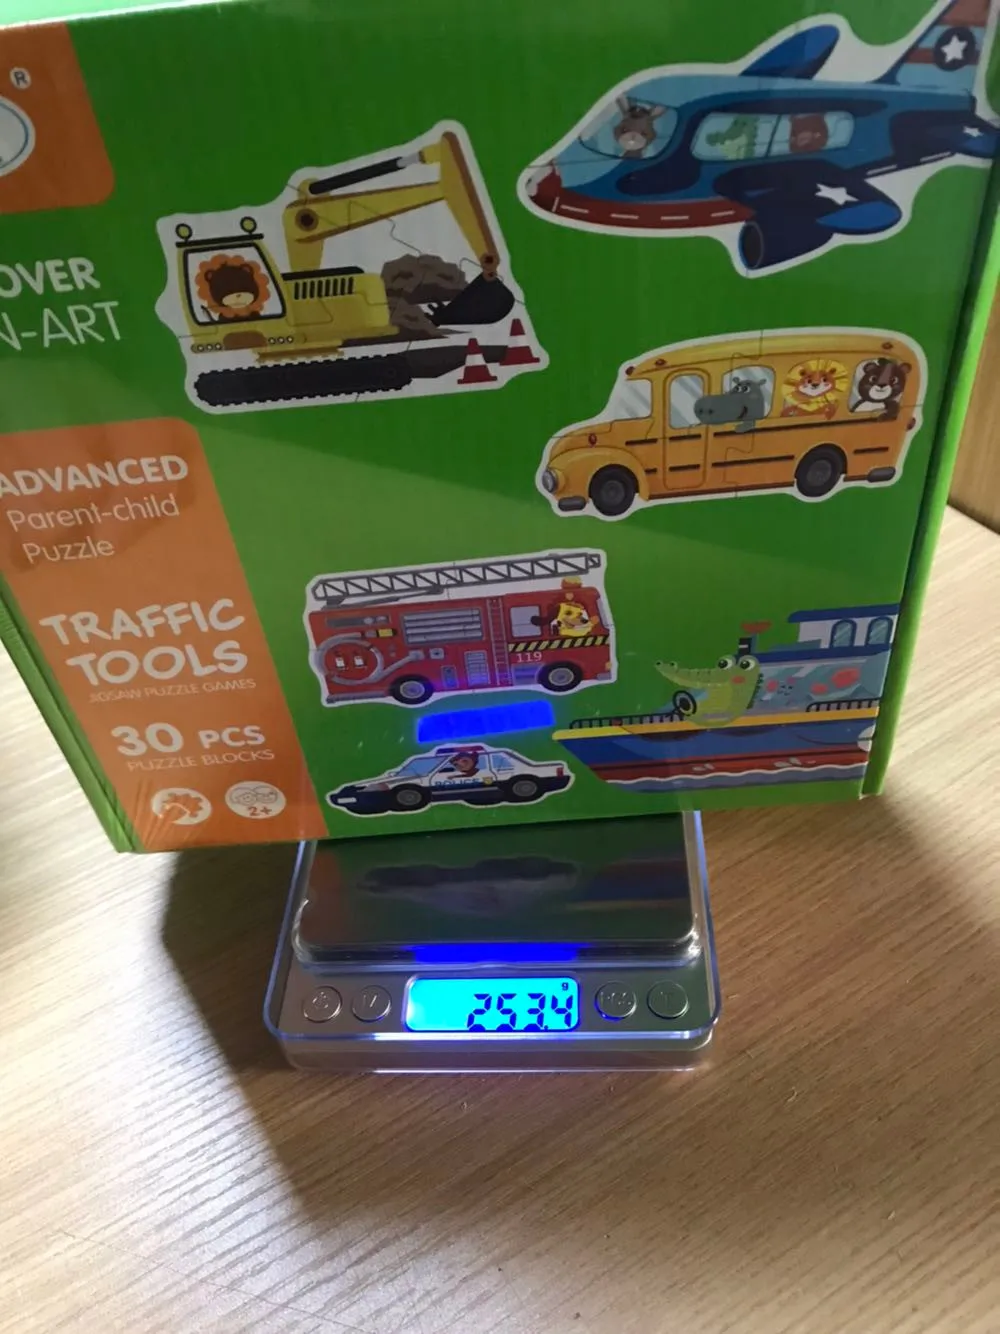 ®
OVER
N-ART
ADVANCED
Parent-child
Puzzle
TRAFFIC
TOOLS
JIGSAW PUZZLE GAMES
30 PCS
PUZZLE BLOCKS
2+
119
POLICE
g
253.4
PCS
T